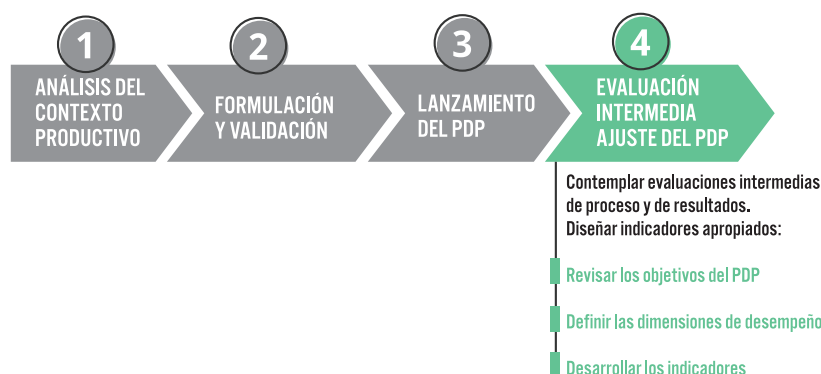 1
ANÁLISIS DEL
CONTEXTO
PRODUCTIVO
2
FORMULACIÓN
Y VALIDACIÓN
3
LANZAMIENTO
DEL PDP
4
EVALUACIÓN
INTERMEDIA
AJUSTE DEL PDP
Contemplar evaluaciones intermedias
de proceso y de resultados.
Diseñar indicadores apropiados:
Revisar los objetivos del PDP
Definir las dimensiones de desempeño
Desarrollar los indicadores